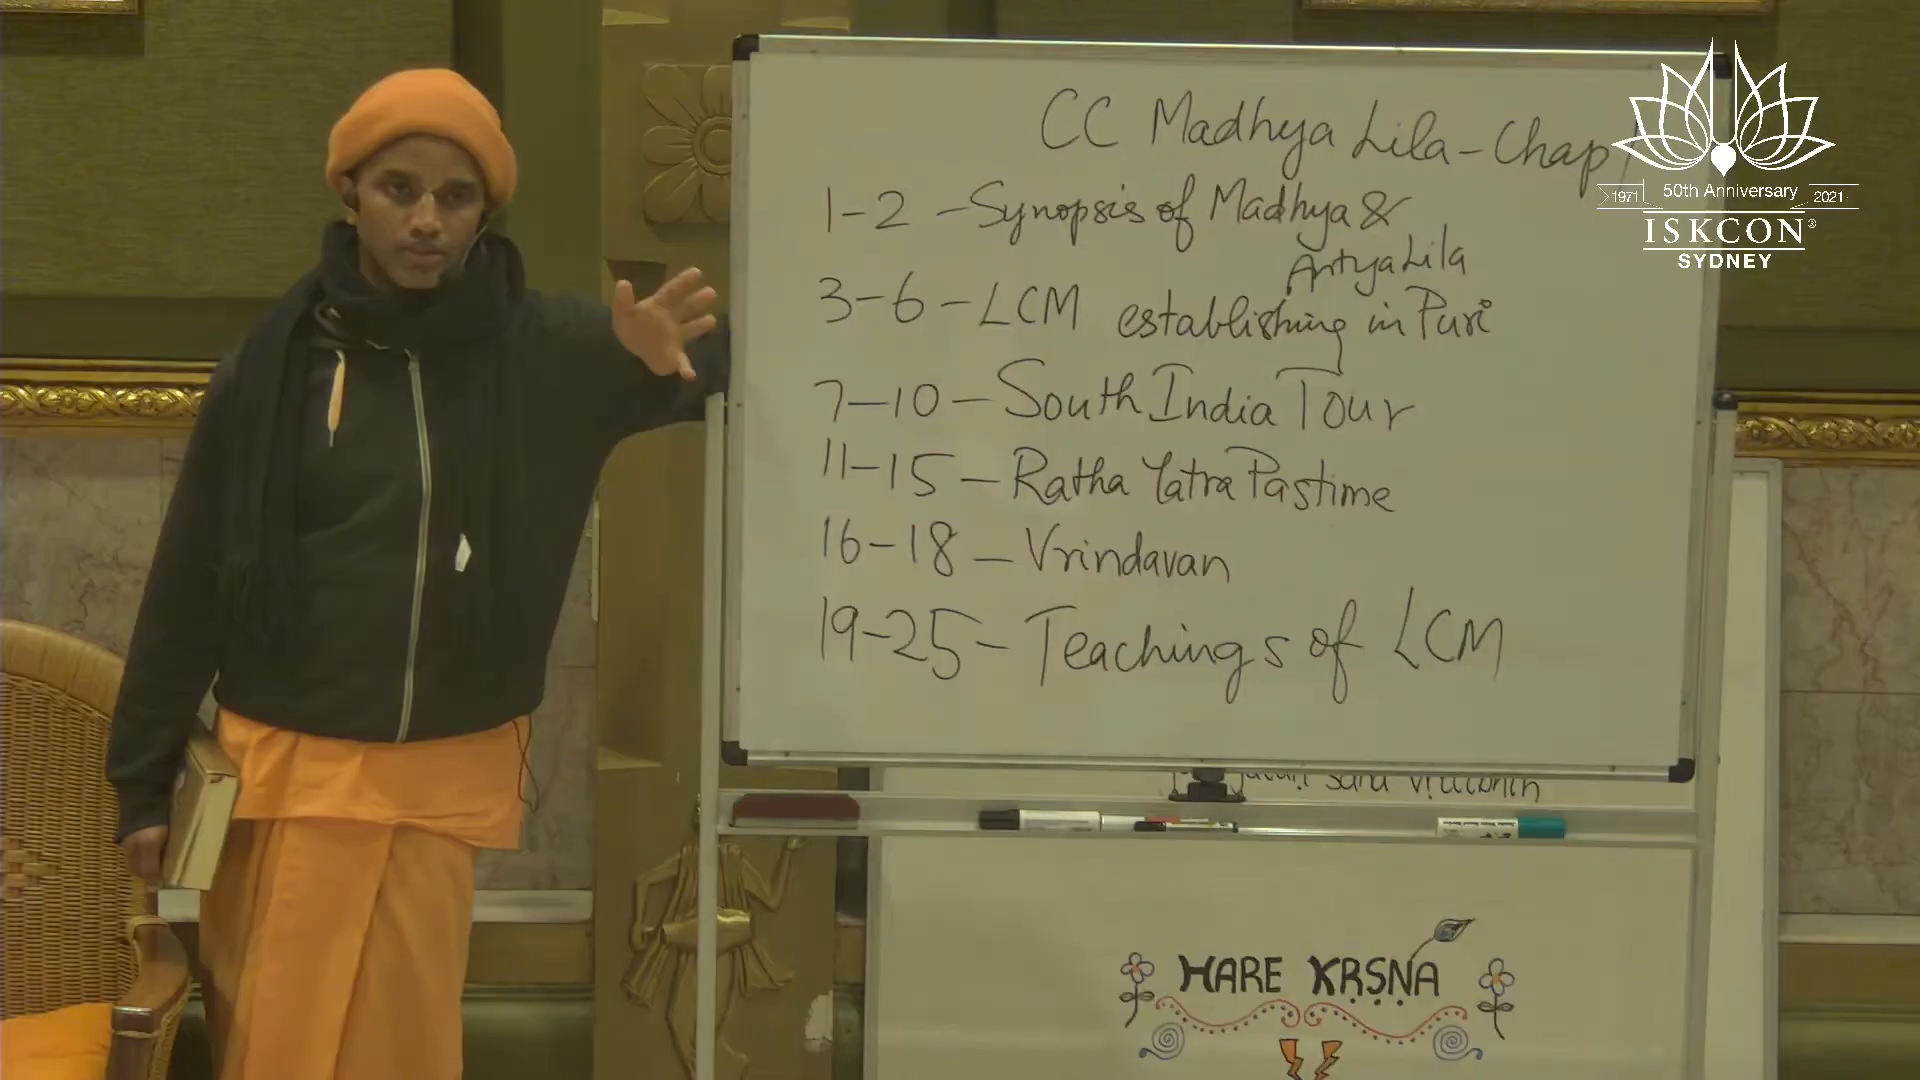 CC Madhya Lila - Chap
1-2 - Synopsis of Madhya &
Antya Lila
3-6 - LCM establishing in Puri
7-10 - South India Tour
11-15 - Ratha Yatra Pastime
16-18 - Vrindavan
19-25 - Teachings of LCM
HARE KṚṢṆA
1971 50th Anniversary 2021
ISKCON®
SYDNEY